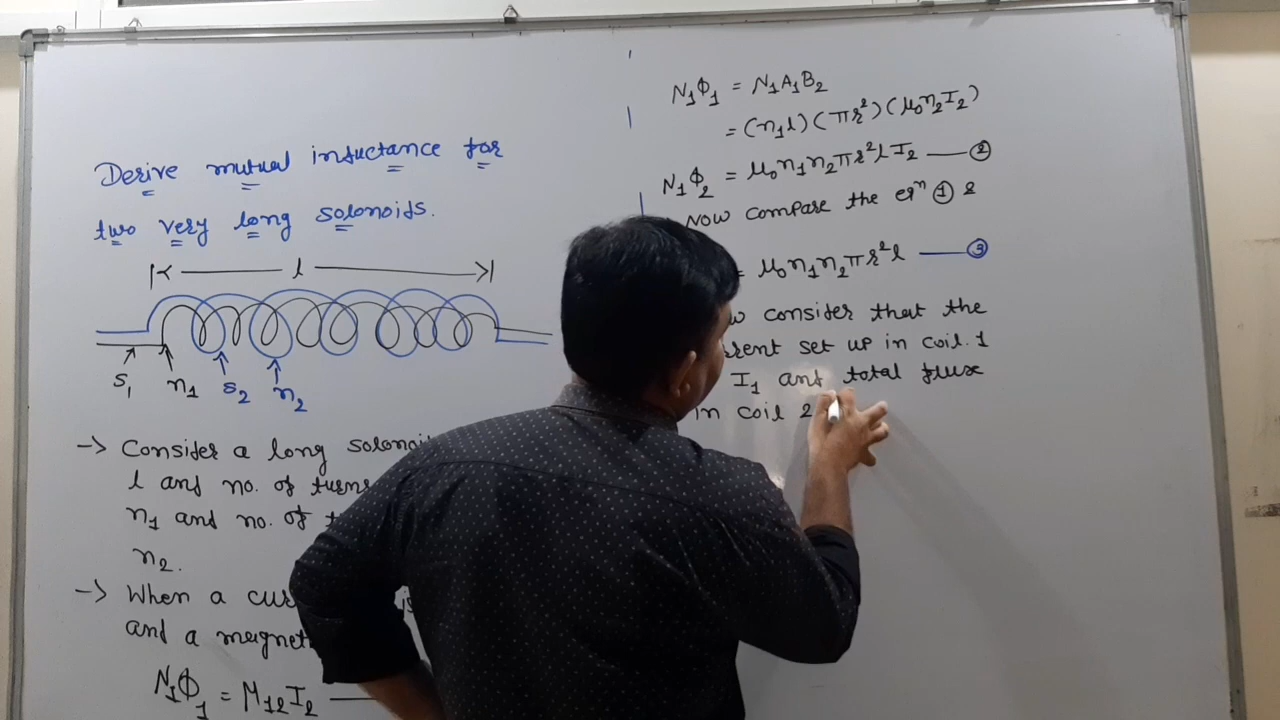 Derive mutual inductance for
two very long solonoids.
l
S₁ n₁ S₂ n₂
-> Consider a long solonoi
l and no. of turns
n₁ and no. of
n₂.
-> When a cur
and a magnet
N₁Φ₁ = M₁₂I₂ ——
N₁Φ₁ = N₁A₁B₂
= (n₁l)(πr²)(μ₀n₂I₂)
N₁Φ₂ = μ₀n₁n₂πr²l I₂ —— ②
Now compare the eqⁿ ① &
= μ₀n₁n₂πr²l —— ③
w consider that the
rrent set up in coil. 1
I₁ and total flux
in coil 2